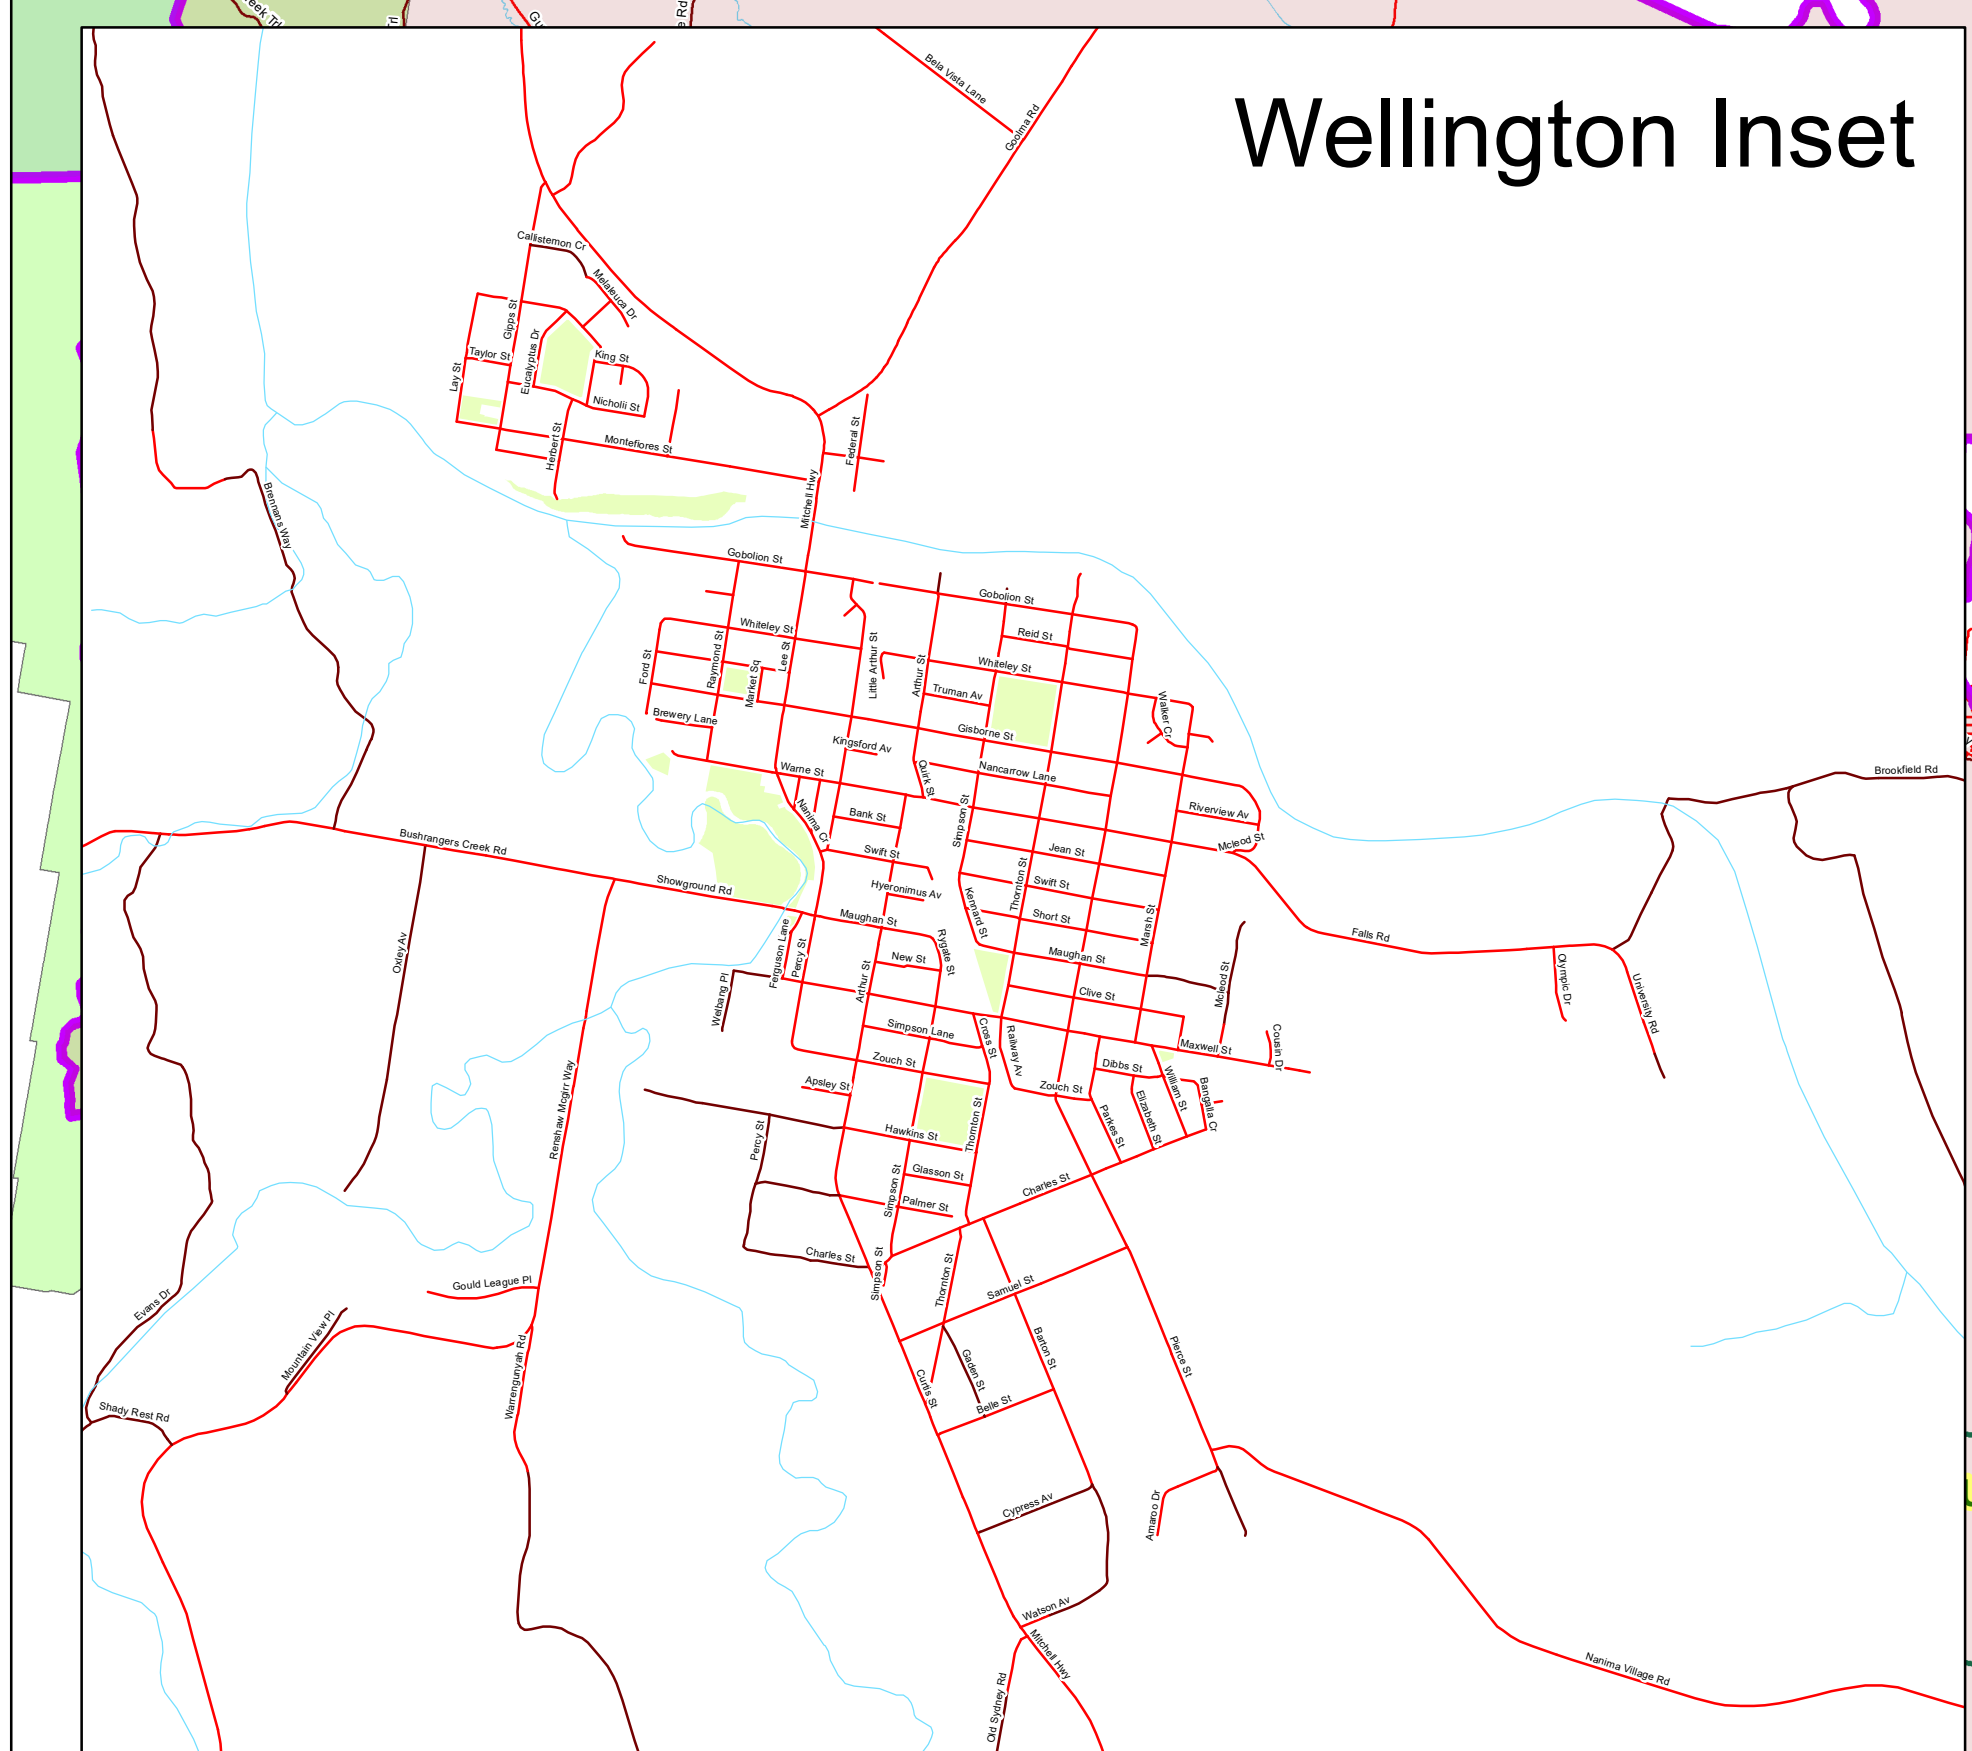 eek Trl
Trl
Gu
e Rd
Wellington Inset
Bela Vista Lane
Goolma Rd
Callistemon Cr
Melaleuca Dr
Gipps St
Eucalyptus Dr
Taylor St
Lay St
King St
Nicholii St
Herbert St
Montefiores St
Federal St
Mitchell Hwy
Brennans Way
Gobolion St
Gobolion St
Whiteley St
Reid St
Whiteley St
Ford St
Raymond St
Market Sq
Lee St
Little Arthur St
Arthur St
Truman Av
Walker Cr
Brewery Lane
Kingsford Av
Gisborne St
Warne St
Quirk St
Nancarrow Lane
Brookfield Rd
Nanima Cr
Bank St
Simpson St
Riverview Av
Mcleod St
Bushrangers Creek Rd
Swift St
Jean St
Showground Rd
Hyeronimus Av
Thornton St
Swift St
Kennard St
Short St
Marsh St
Maughan St
Falls Rd
Oxley Av
Ferguson Lane
Percy St
Rygate St
New St
Maughan St
Arthur St
Welbang Pl
Clive St
Mcleod St
Olympic Dr
University Rd
Simpson Lane
Cross St
Railway Av
Maxwell St
Cousin Dr
Zouch St
Dibbs St
Renshaw Mcgirr Way
Apsley St
Zouch St
William St
Bangalla Cr
Percy St
Hawkins St
Thornton St
Parkes St
Elizabeth St
Glasson St
Simpson St
Palmer St
Charles St
Charles St
Simpson St
Thornton St
Samuel St
Gould League Pl
Evans Dr
Mountain View Pl
Warrengunyah Rd
Shady Rest Rd
Curtis St
Gaden St
Barton St
Pierce St
Belle St
Cypress Av
Amaroo Dr
Watson Av
Mitchell Hwy
Old Sydney Rd
Nanima Village Rd